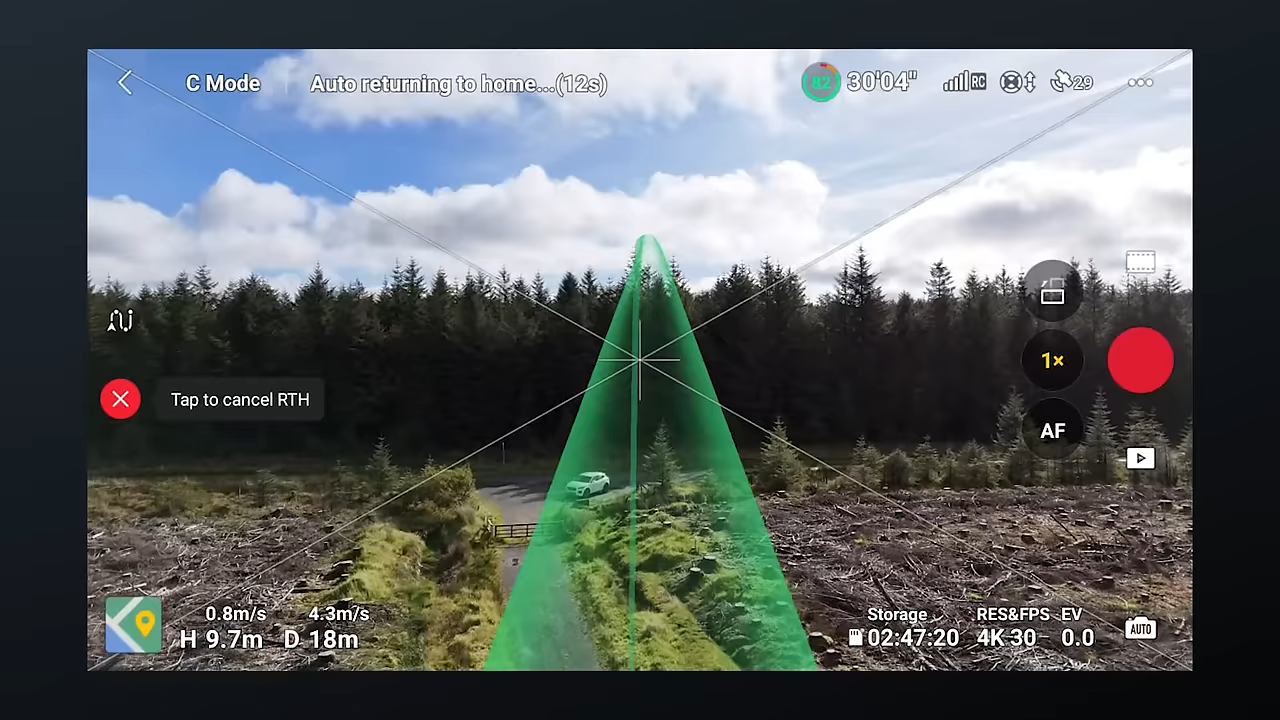 C Mode
Auto returning to home...(12s)
82
30'04"
RC
29
1×
Tap to cancel RTH
AF
0.8m/s 4.3m/s
H 9.7m D 18m
Storage RES&FPS EV
02:47:20 4K 30 0.0
AUTO